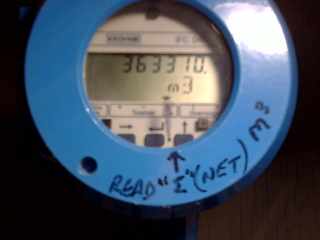 KROHNE
363310.
m3
READ "Σ" (NET) M³